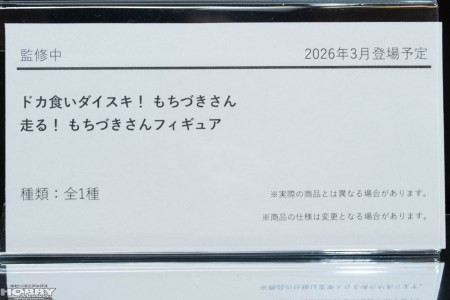 監修中
2026年3月登場予定
ドカ食いダイスキ！ もちづきさん
走る！ もちづきさんフィギュア
種類：全1種
※実際の商品とは異なる場合があります。
※商品の仕様は変更となる場合があります。
HOBBY